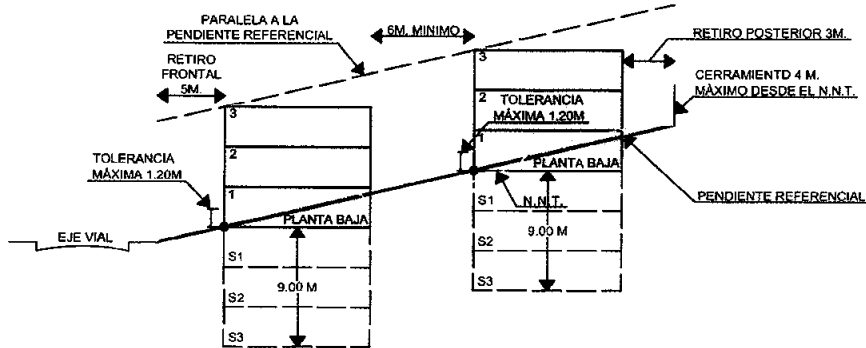 PARALELA A LA
PENDIENTE REFERENCIAL
6M. MINIMO
RETIRO POSTERIOR 3M.
RETIRO
FRONTAL
5M.
CERRAMIENTO 4 M.
MÁXIMO DESDE EL N.N.T.
3
2
1
TOLERANCIA
MÁXIMA 1.20M
PLANTA BAJA
N.N.T.
PENDIENTE REFERENCIAL
S1
S2
S3
9.00 M
3
2
1
TOLERANCIA
MÁXIMA 1.20M
PLANTA BAJA
EJE VIAL
S1
S2
S3
9.00 M